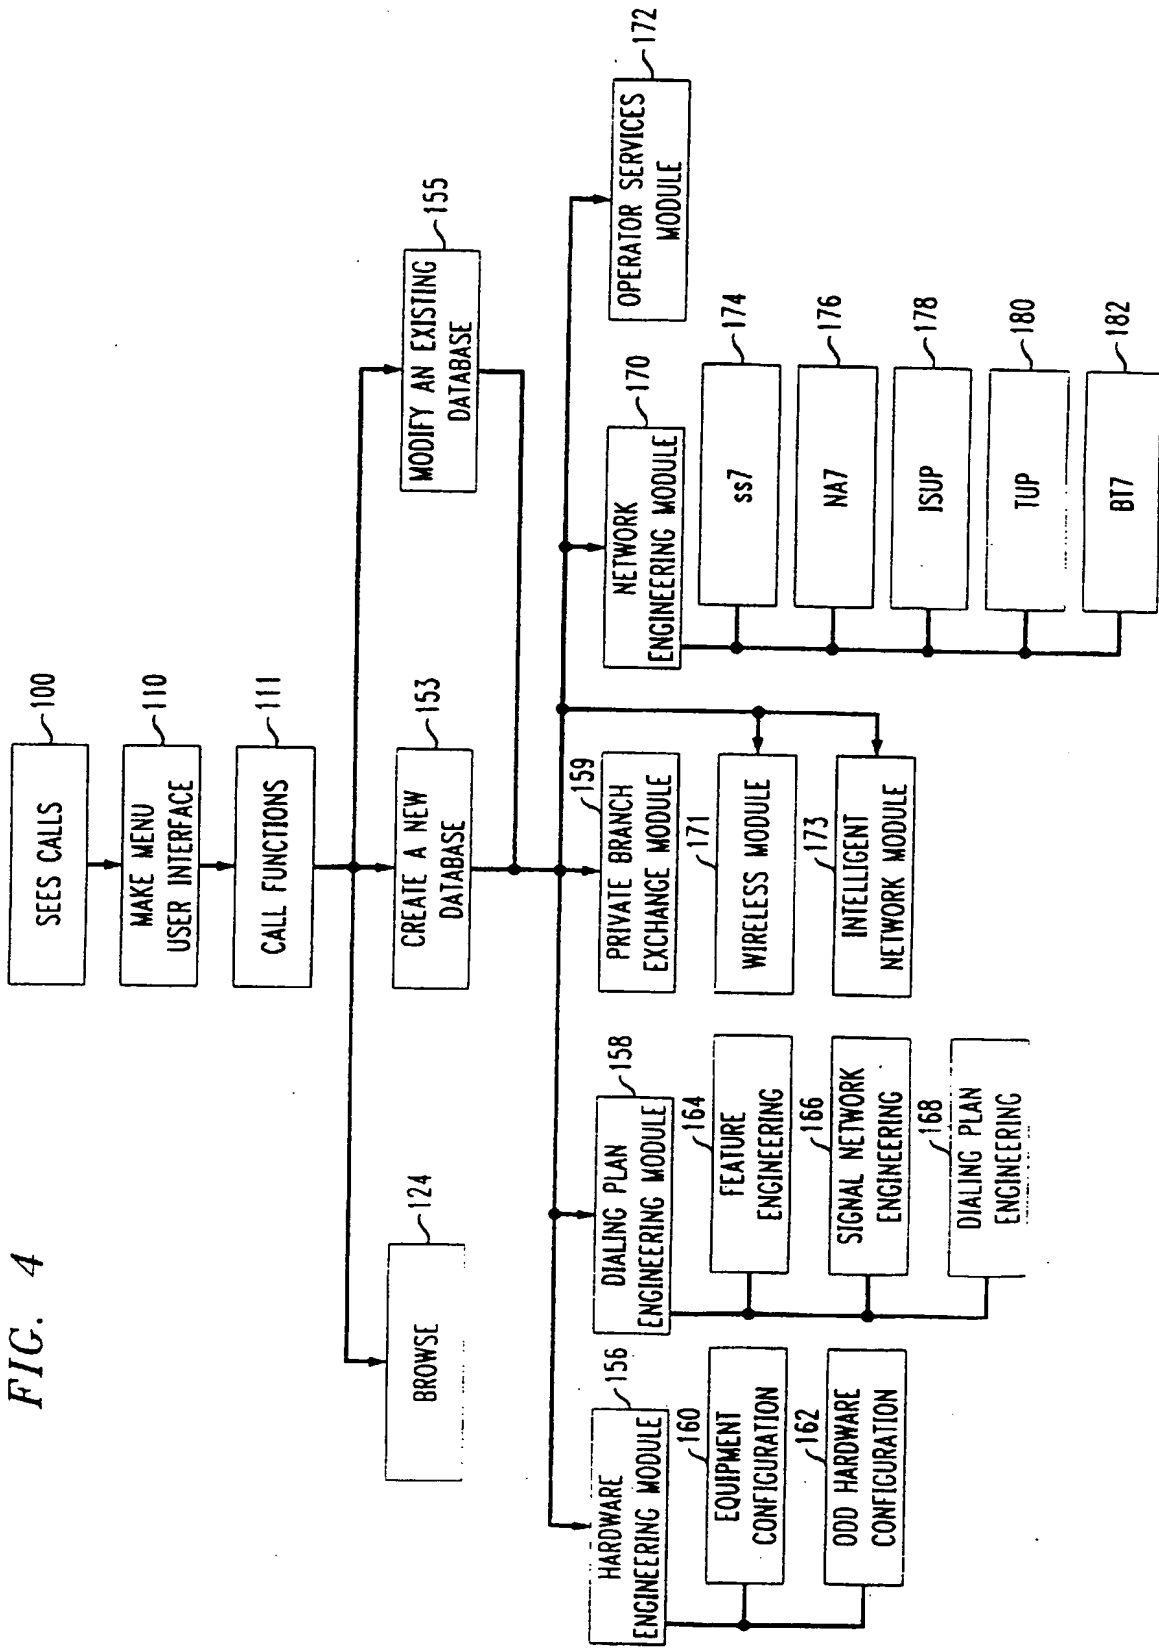 FIG. 4
SEES CALLS
100
MAKE MENU
USER INTERFACE
110
CALL FUNCTIONS
111
BROWSE
124
CREATE A NEW
DATABASE
153
MODIFY AN EXISTING
DATABASE
155
HARDWARE
ENGINEERING MODULE
156
EQUIPMENT
CONFIGURATION
160
ODD HARDWARE
CONFIGURATION
162
DIALING PLAN
ENGINEERING MODULE
158
FEATURE
ENGINEERING
164
SIGNAL NETWORK
ENGINEERING
166
DIALING PLAN
ENGINEERING
168
PRIVATE BRANCH
EXCHANGE MODULE
159
WIRELESS MODULE
171
INTELLIGENT
NETWORK MODULE
173
NETWORK
ENGINEERING MODULE
170
ss7
174
NA7
176
ISUP
178
TUP
180
BT7
182
OPERATOR SERVICES
MODULE
172